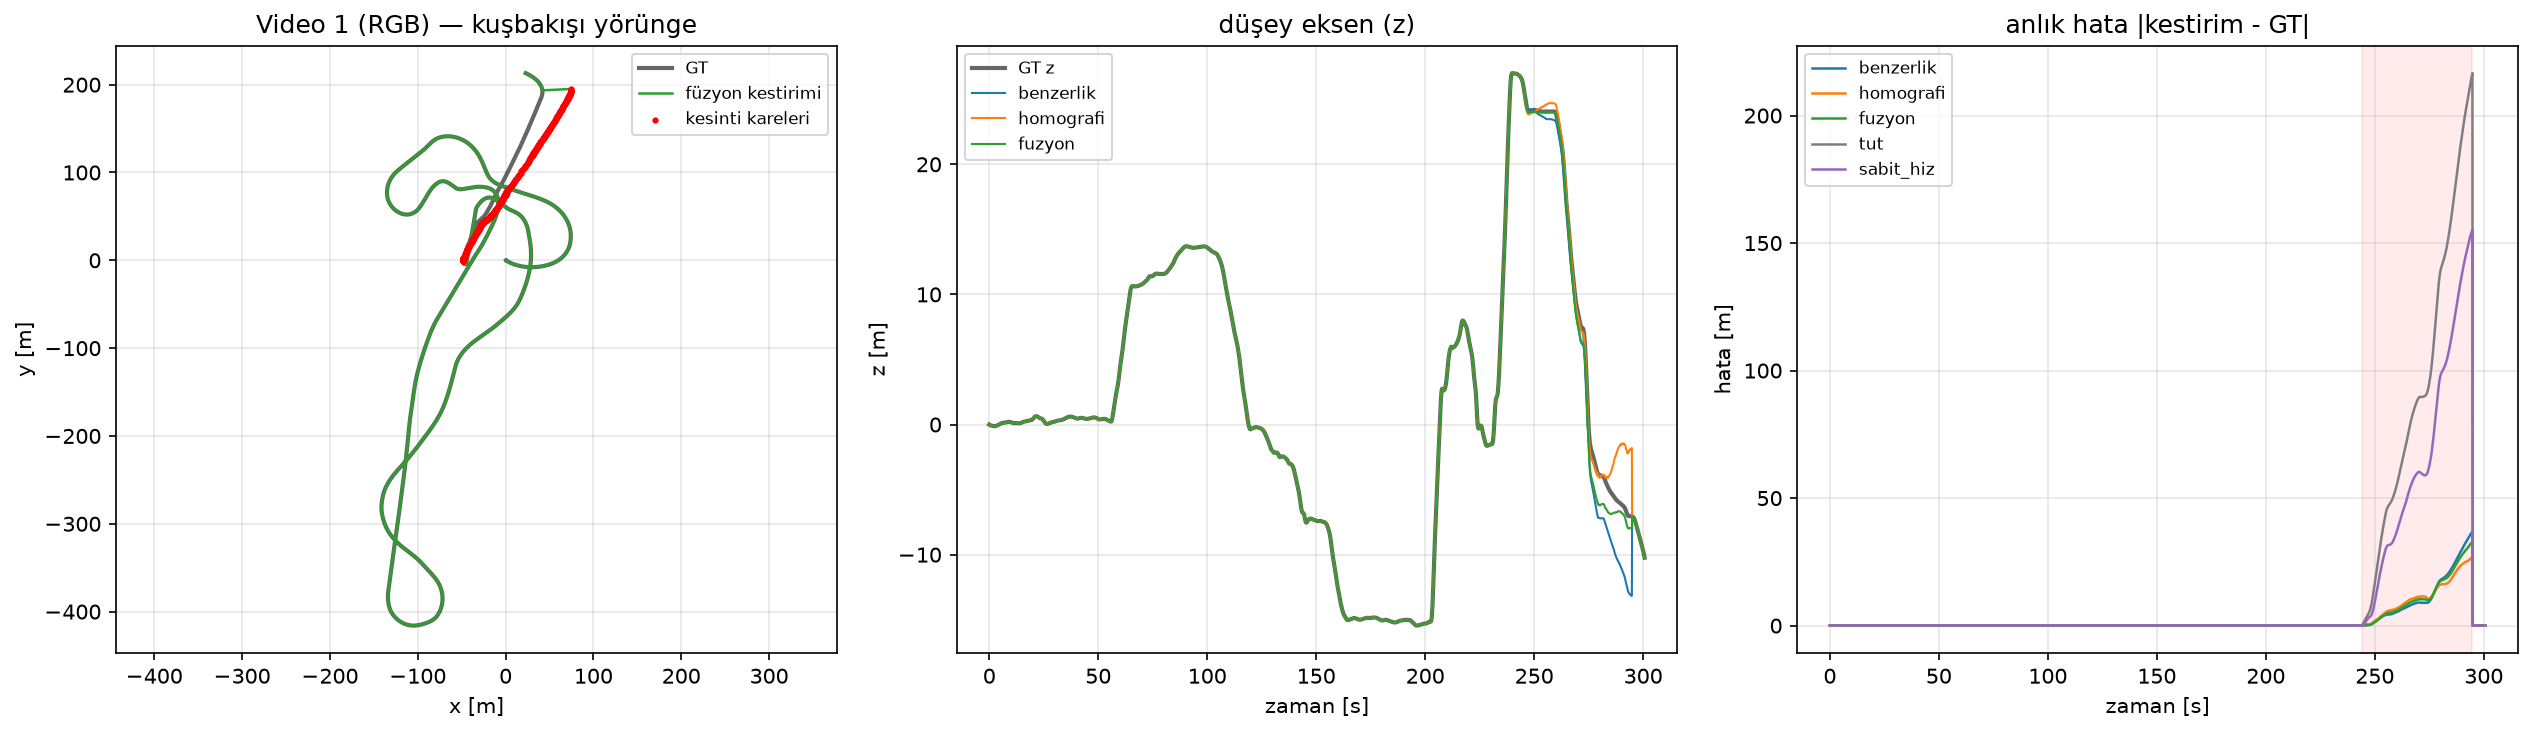 Video 1 (RGB) — kuşbakışı yörünge
GT
füzyon kestirimi
kesinti kareleri
200
100
0
−100
−200
−300
−400
y [m]
−400
−300
−200
−100
0
100
200
300
x [m]
düşey eksen (z)
GT z
benzerlik
homografi
fuzyon
20
10
0
−10
z [m]
0
50
100
150
200
250
300
zaman [s]
anlık hata |kestirim - GT|
benzerlik
homografi
fuzyon
tut
sabit_hiz
200
150
100
50
0
hata [m]
0
50
100
150
200
250
300
zaman [s]